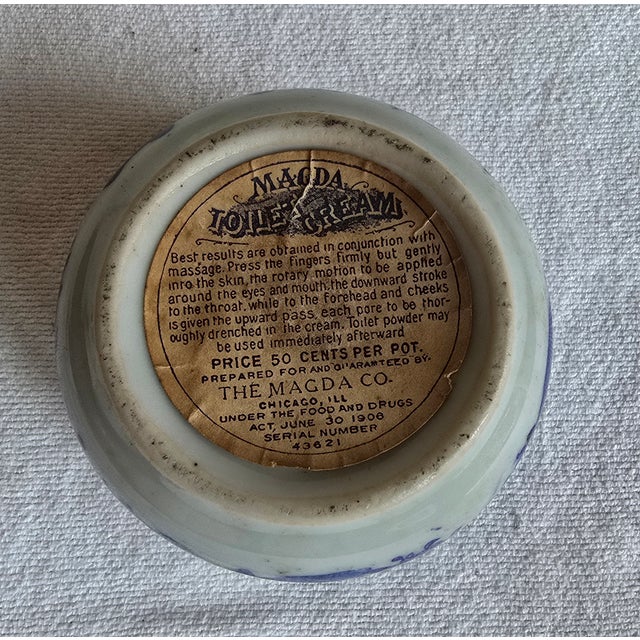 MAGDA
TOILET CREAM
Best results are obtained in conjunction with
massage. Press the fingers firmly but gently
into the skin, the rotary motion to be applied
around the eyes and mouth, the downward stroke
to the throat, while to the forehead and cheeks
is given the upward pass, each pore to be thor-
oughly drenched in the cream. Toilet powder may
be used immediately afterward
PRICE 50 CENTS PER POT.
PREPARED FOR AND GUARANTEED BY
THE MAGDA CO.
CHICAGO, ILL
UNDER THE FOOD AND DRUGS
ACT, JUNE 30 1906
SERIAL NUMBER
43621